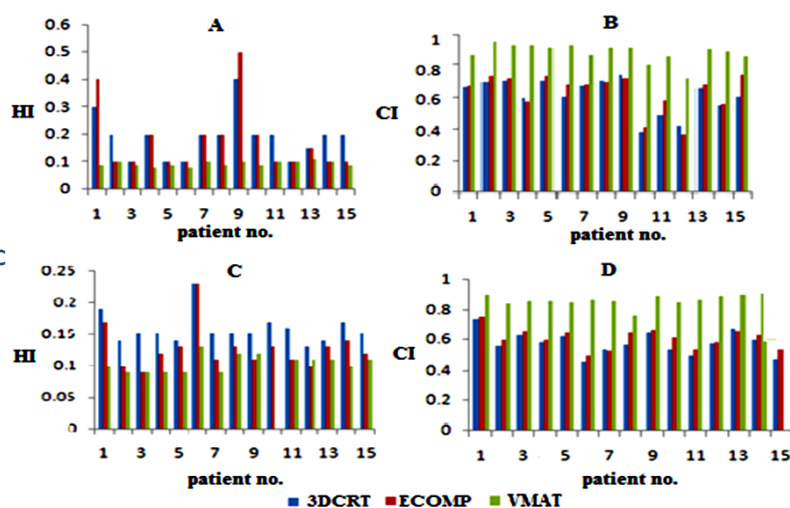 A
0.6
0.5
0.4
0.3
0.2
0.1
0
HI
1 3 5 7 9 11 13 15
patient no.
B
1
0.8
0.6
0.4
0.2
0
CI
1 3 5 7 9 11 13 15
patient no.
C
C
0.25
0.2
0.15
0.1
0.05
0
HI
1 3 5 7 9 11 13 15
patient no.
D
1
0.8
0.6
0.4
0.2
0
CI
1 3 5 7 9 11 13 15
patient no.
3DCRT ECOMP VMAT